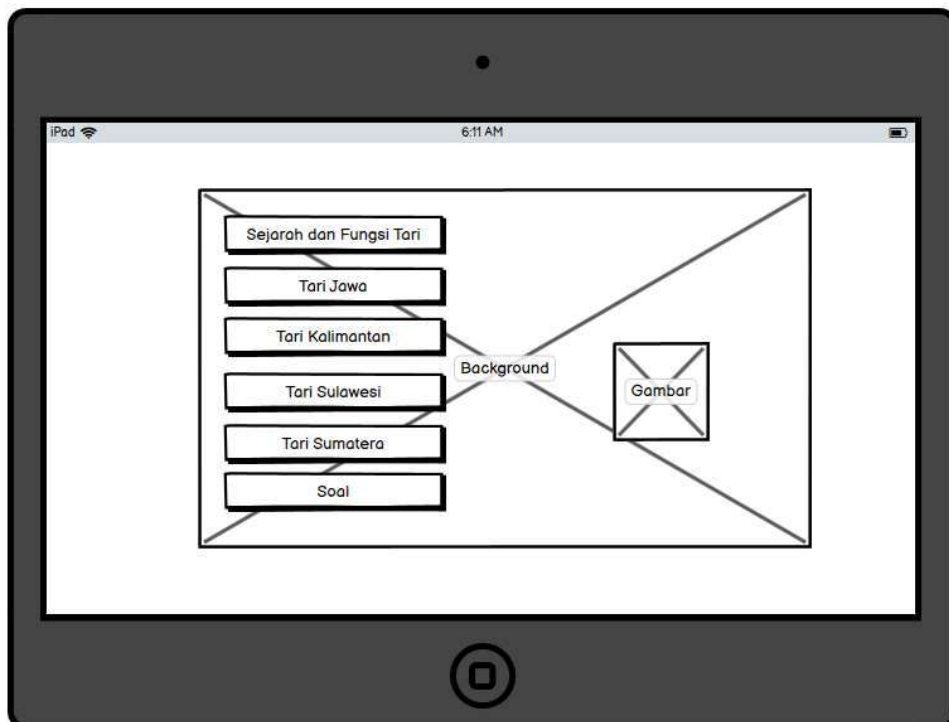 iPad
6:11 AM
Sejarah dan Fungsi Tari
Tari Jawa
Tari Kalimantan
Background
Tari Sulawesi
Gambar
Tari Sumatera
Soal